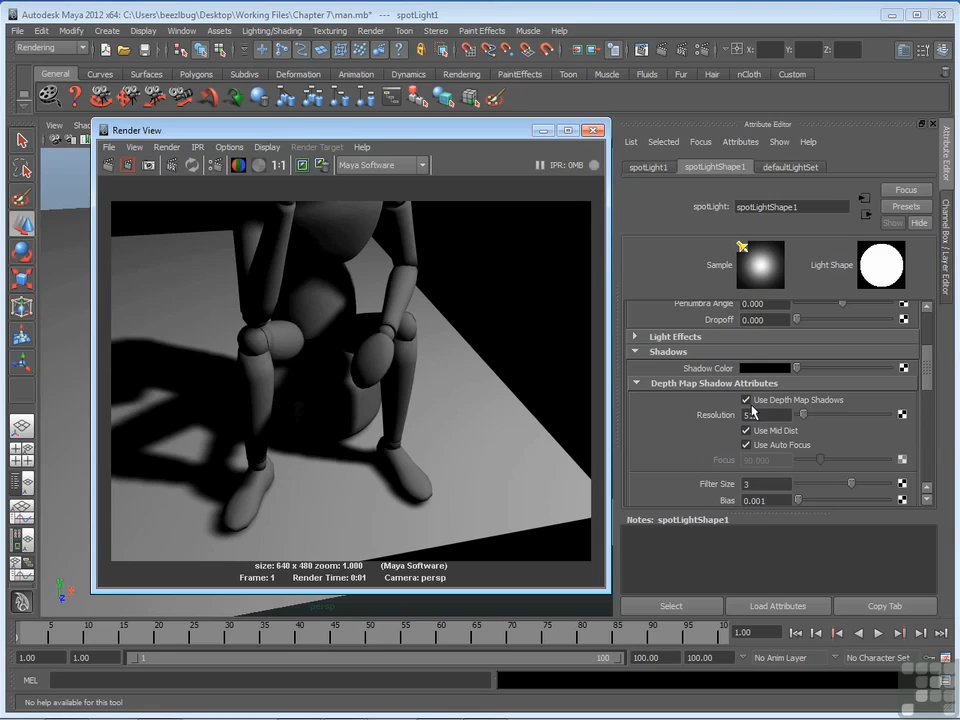 Autodesk Maya 2012 x64: C:\Users\beezlbug\Desktop\Working Files\Chapter 7\man.mb* --- spotLight1
File Edit Modify Create Display Window Assets Lighting/Shading Texturing Render Toon Stereo Paint Effects Muscle Help
Rendering
X: Y: Z:
General Curves Surfaces Polygons Subdivs Deformation Animation Dynamics Rendering PaintEffects Toon Muscle Fluids Fur Hair nCloth Custom
View
Render View
File View Render IPR Options Display Render Target Help
1:1 Maya Software IPR: 0MB
size: 640 x 480 zoom: 1.000 (Maya Software)
Frame: 1 Render Time: 0:01 Camera: persp
persp
Attribute Editor
List Selected Focus Attributes Show Help
spotLight1 spotLightShape1 defaultLightSet
spotLight: spotLightShape1
Focus
Presets
Show Hide
Sample Light Shape
Penumbra Angle 0.000
Dropoff 0.000
Light Effects
Shadows
Shadow Color
Depth Map Shadow Attributes
Use Depth Map Shadows
Resolution
Use Mid Dist
Use Auto Focus
Focus 90.000
Filter Size 3
Bias 0.001
Notes: spotLightShape1
Select Load Attributes Copy Tab
Attribute Editor
Channel Box / Layer Editor
5 10 15 20 25 30 35 40 45 50 55 60 65 70 75 80 85 90 95 10
1.00
1.00 1.00 1 100 100.00 100.00 No Anim Layer No Character Set
MEL
No help available for this tool